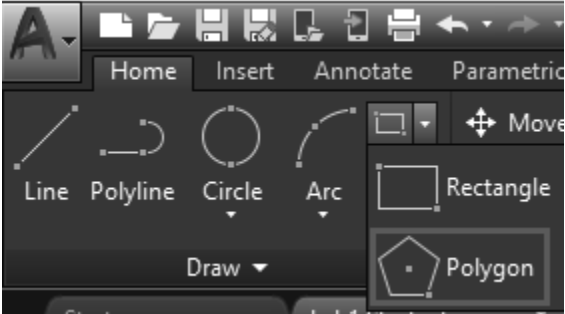 Home Insert Annotate Parametric
Move
Line Polyline Circle Arc
Rectangle
Draw
Polygon